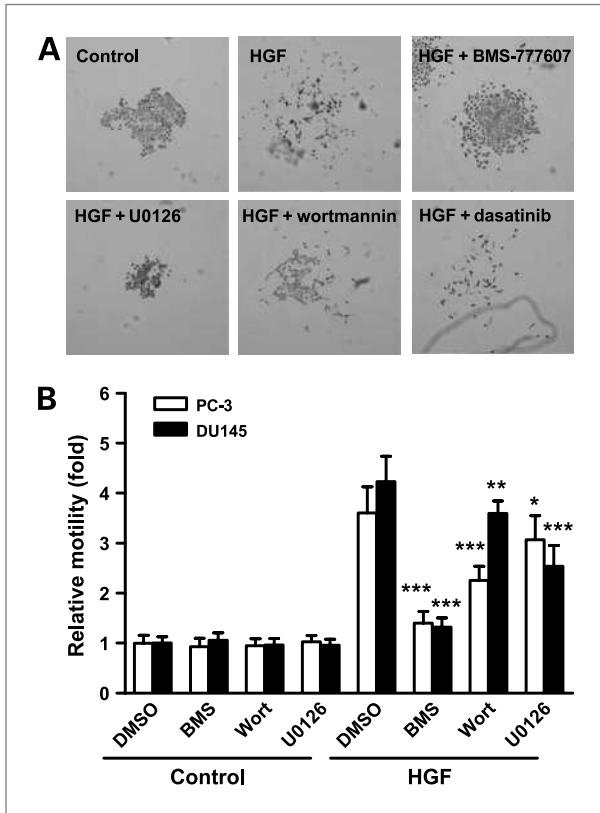 A
Control
HGF
HGF + BMS-777607
HGF + U0126
HGF + wortmannin
HGF + dasatinib
B
6
5
4
3
2
1
0
Relative motility (fold)
PC-3
DU145
***
***
***
**
*
***
DMSO
BMS
Wort
U0126
DMSO
BMS
Wort
U0126
Control
HGF